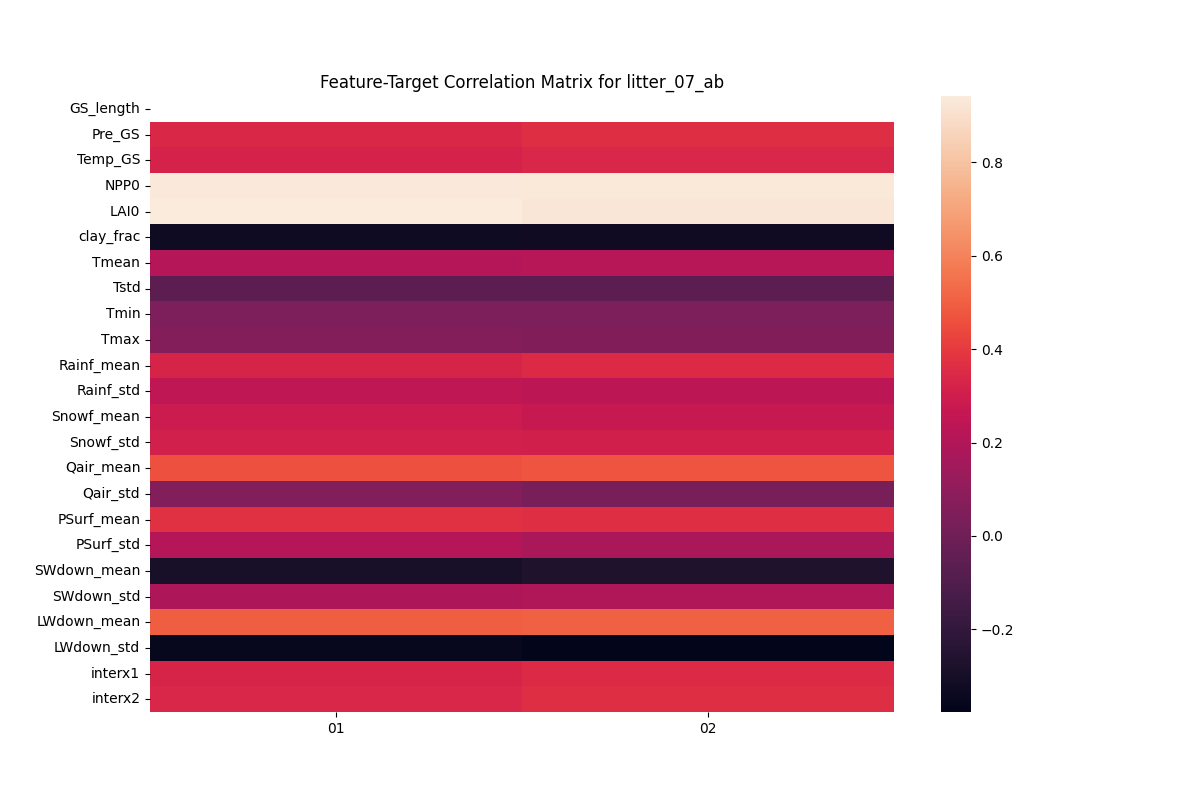 Feature-Target Correlation Matrix for litter_07_ab
GS_length
Pre_GS
Temp_GS
NPP0
LAI0
clay_frac
Tmean
Tstd
Tmin
Tmax
Rainf_mean
Rainf_std
Snowf_mean
Snowf_std
Qair_mean
Qair_std
PSurf_mean
PSurf_std
SWdown_mean
SWdown_std
LWdown_mean
LWdown_std
interx1
interx2
01 02
0.8
0.6
0.4
0.2
0.0
−0.2